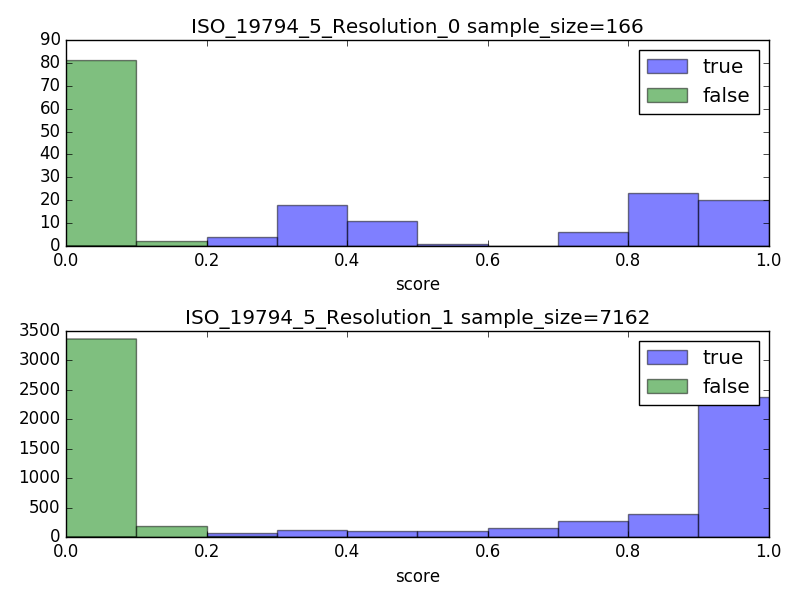 ISO_19794_5_Resolution_0 sample_size=166
90
80
70
60
50
40
30
20
10
0
true
false
0.0 0.2 0.4 0.6 0.8 1.0
score
ISO_19794_5_Resolution_1 sample_size=7162
3500
3000
2500
2000
1500
1000
500
0
true
false
0.0 0.2 0.4 0.6 0.8 1.0
score